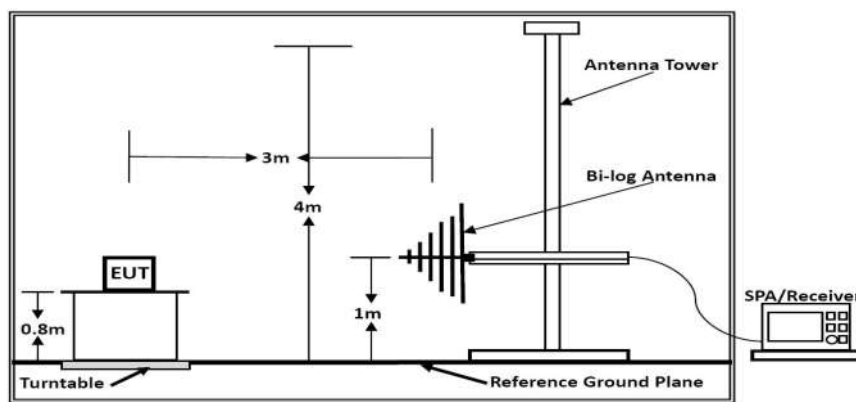 Antenna Tower
3m
Bi-log Antenna
4m
EUT
SPA/Receiver
0.8m
1m
Turntable
Reference Ground Plane